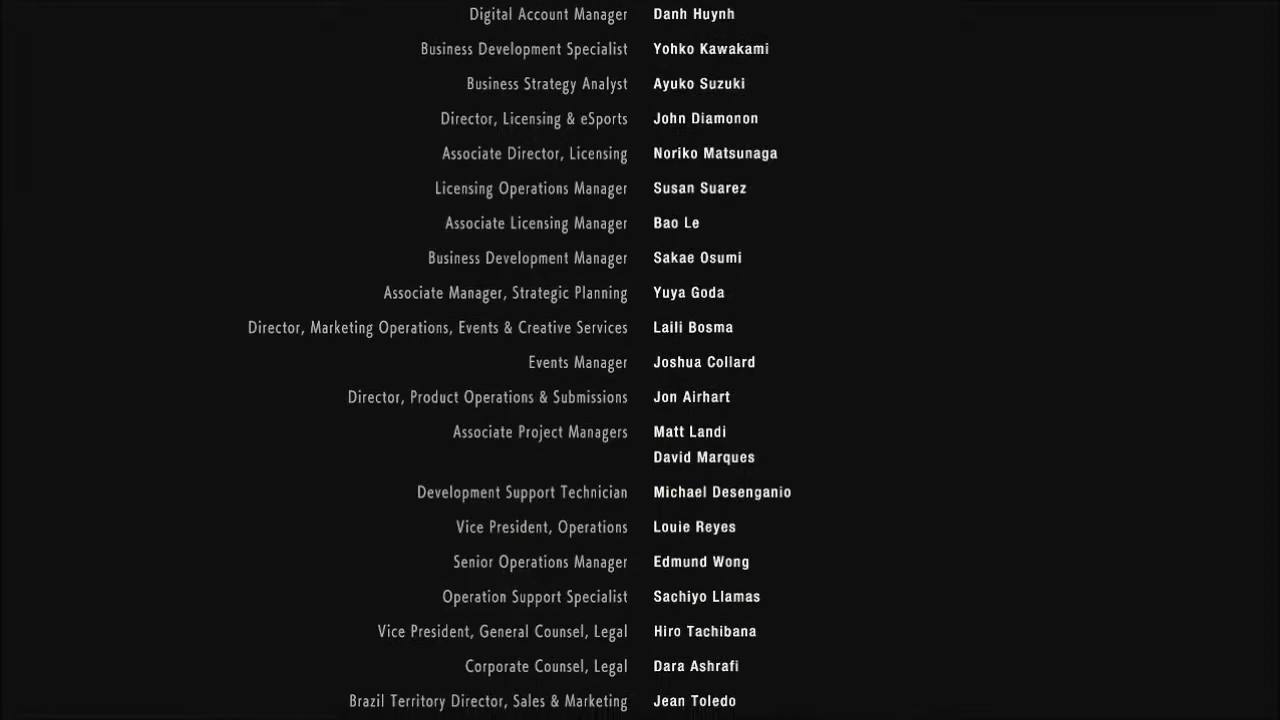 Digital Account Manager Danh Huynh
Business Development Specialist Yohko Kawakami
Business Strategy Analyst Ayuko Suzuki
Director, Licensing & eSports John Diamonon
Associate Director, Licensing Noriko Matsunaga
Licensing Operations Manager Susan Suarez
Associate Licensing Manager Bao Le
Business Development Manager Sakae Osumi
Associate Manager, Strategic Planning Yuya Goda
Director, Marketing Operations, Events & Creative Services Laili Bosma
Events Manager Joshua Collard
Director, Product Operations & Submissions Jon Airhart
Associate Project Managers Matt Landi
David Marques
Development Support Technician Michael Desenganio
Vice President, Operations Louie Reyes
Senior Operations Manager Edmund Wong
Operation Support Specialist Sachiyo Llamas
Vice President, General Counsel, Legal Hiro Tachibana
Corporate Counsel, Legal Dara Ashrafi
Brazil Territory Director, Sales & Marketing Jean Toledo